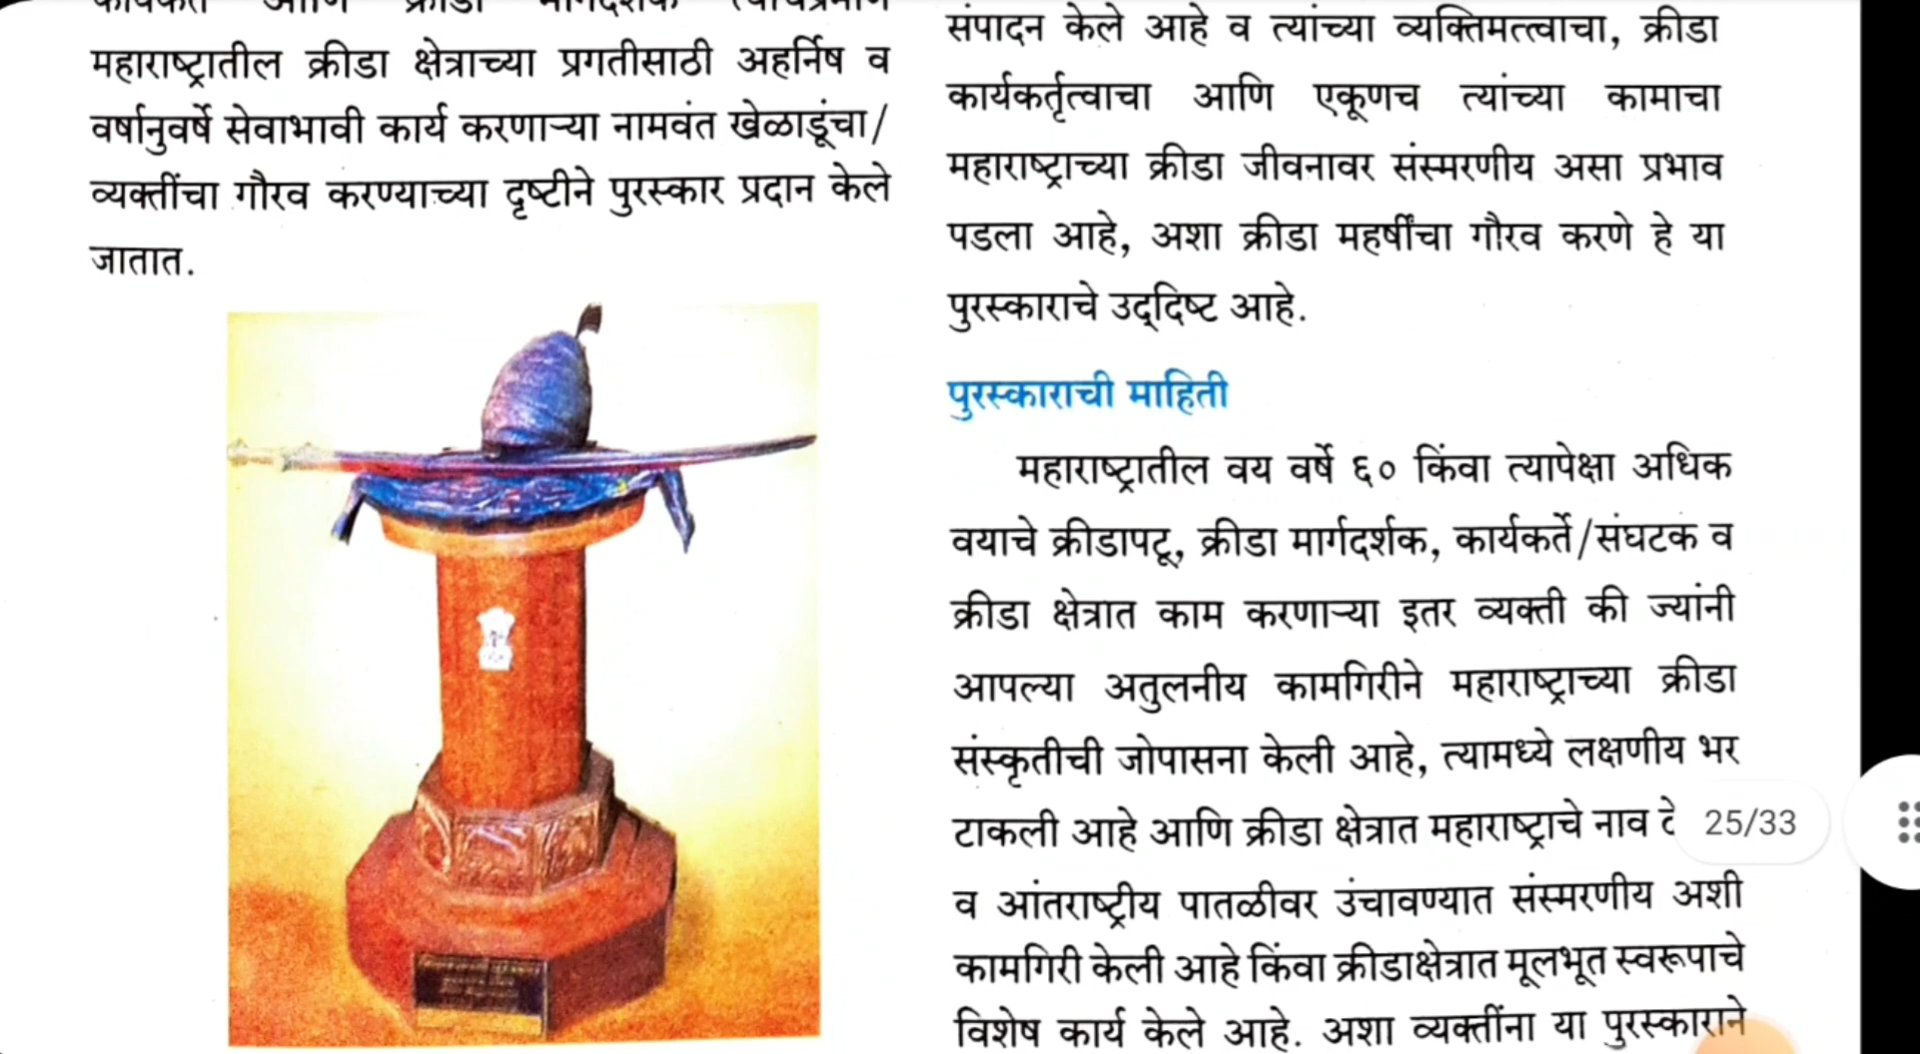 महाराष्ट्रातील क्रीडा क्षेत्राच्या प्रगतीसाठी अहर्निष व
वर्षानुवर्षे सेवाभावी कार्य करणाऱ्या नामवंत खेळाडूंचा/
व्यक्तींचा गौरव करण्याच्या दृष्टीने पुरस्कार प्रदान केले
जातात.
संपादन केले आहे व त्यांच्या व्यक्तिमत्त्वाचा, क्रीडा
कार्यकर्तृत्वाचा आणि एकूणच त्यांच्या कामाचा
महाराष्ट्राच्या क्रीडा जीवनावर संस्मरणीय असा प्रभाव
पडला आहे, अशा क्रीडा महर्षींचा गौरव करणे हे या
पुरस्काराचे उद्‌दिष्ट आहे.
पुरस्काराची माहिती
महाराष्ट्रातील वय वर्षे ६० किंवा त्यापेक्षा अधिक
वयाचे क्रीडापटू, क्रीडा मार्गदर्शक, कार्यकर्ते/संघटक व
क्रीडा क्षेत्रात काम करणाऱ्या इतर व्यक्ती की ज्यांनी
आपल्या अतुलनीय कामगिरीने महाराष्ट्राच्या क्रीडा
संस्कृतीची जोपासना केली आहे, त्यामध्ये लक्षणीय भर
टाकली आहे आणि क्रीडा क्षेत्रात महाराष्ट्राचे नाव
25/33
व आंतराष्ट्रीय पातळीवर उंचावण्यात संस्मरणीय अशी
कामगिरी केली आहे किंवा क्रीडाक्षेत्रात मूलभूत स्वरूपाचे
विशेष कार्य केले आहे. अशा व्यक्तींना या पुरस्काराने